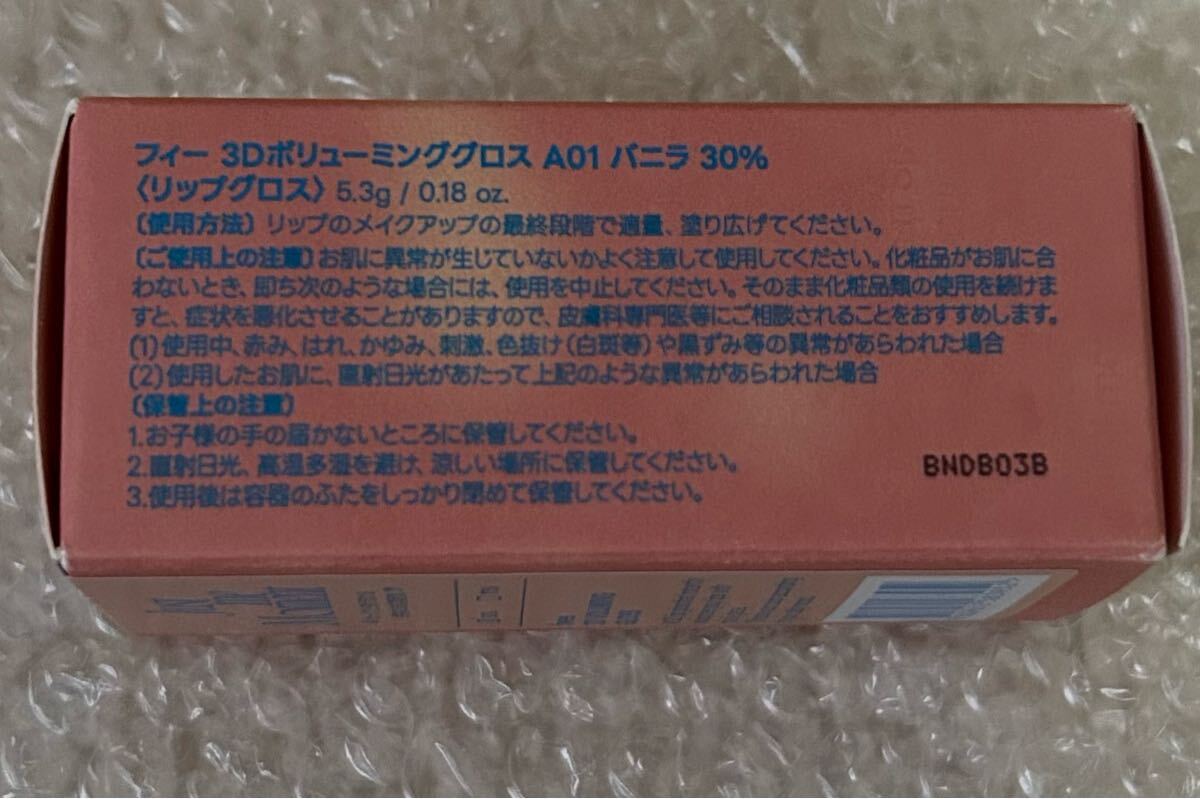 フィー 3Dボリューミンググロス A01 バニラ 30%
〈リップグロス〉 5.3g / 0.18 oz.
〔使用方法〕リップのメイクアップの最終段階で適量、塗り広げてください。
〔ご使用上の注意〕お肌に異常が生じていないかよく注意して使用してください。化粧品がお肌に合
わないとき、即ち次のような場合には、使用を中止してください。そのまま化粧品類の使用を続けま
すと、症状を悪化させることがありますので、皮膚科専門医等にご相談されることをおすすめします。
(1)使用中、赤み、はれ、かゆみ、刺激、色抜け(白斑等)や黒ずみ等の異常があらわれた場合
(2)使用したお肌に、直射日光があたって上記のような異常があらわれた場合
〔保管上の注意〕
1.お子様の手の届かないところに保管してください。
2.直射日光、高温多湿を避け、涼しい場所に保管してください。
3.使用後は容器のふたをしっかり閉めて保管してください。
BNDB03B